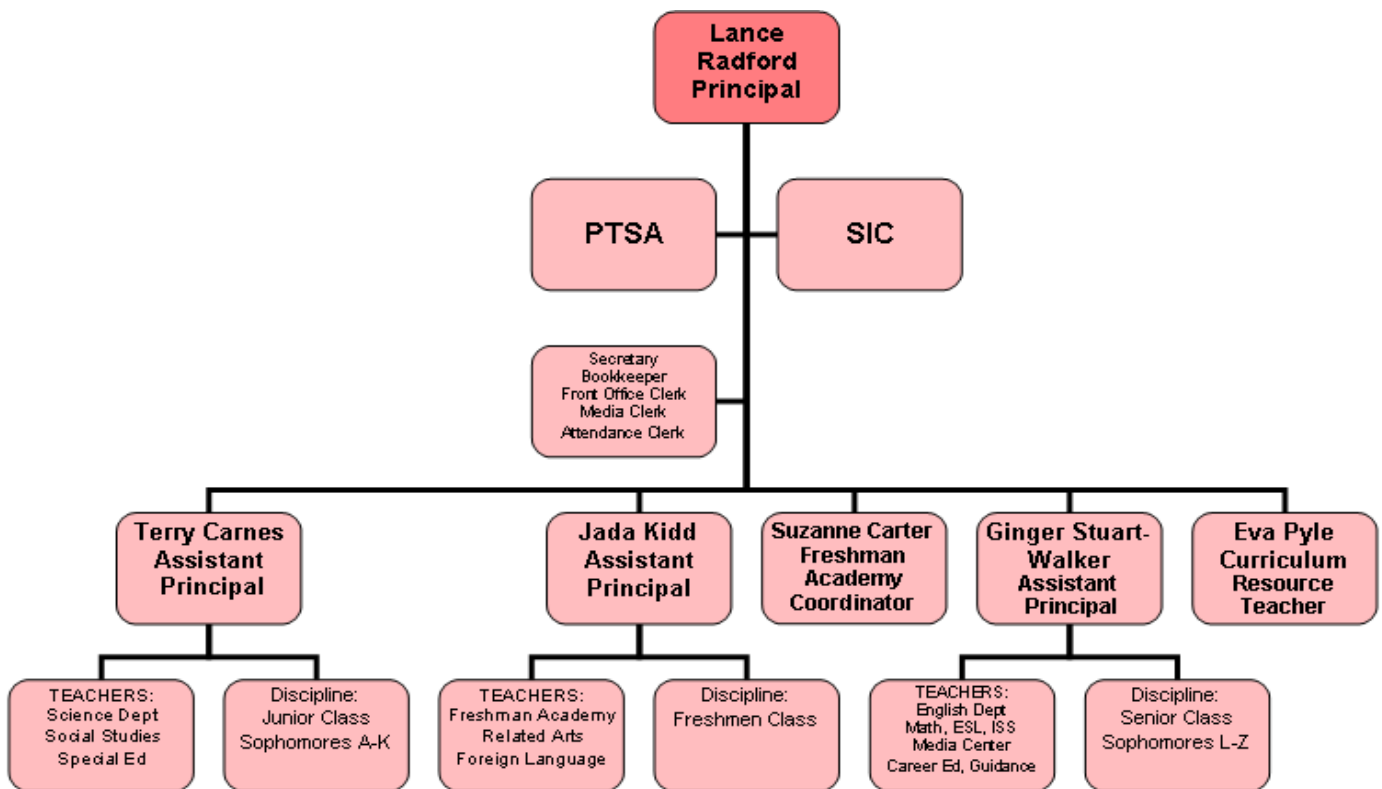 Lance
Radford
Principal
PTSA
SIC
Secretary
Bookkeeper
Front Office Clerk
Media Clerk
Attendance Clerk
Terry Carnes
Assistant
Principal
Jada Kidd
Assistant
Principal
Suzanne Carter
Freshman
Academy
Coordinator
Ginger Stuart-
Walker
Assistant
Principal
Eva Pyle
Curriculum
Resource
Teacher
TEACHERS:
Science Dept
Social Studies
Special Ed
Discipline:
Junior Class
Sophomores A-K
TEACHERS:
Freshman Academy
Related Arts
Foreign Language
Discipline:
Freshmen Class
TEACHERS:
English Dept
Math, ESL, ISS
Media Center
Career Ed, Guidance
Discipline:
Senior Class
Sophomores L-Z